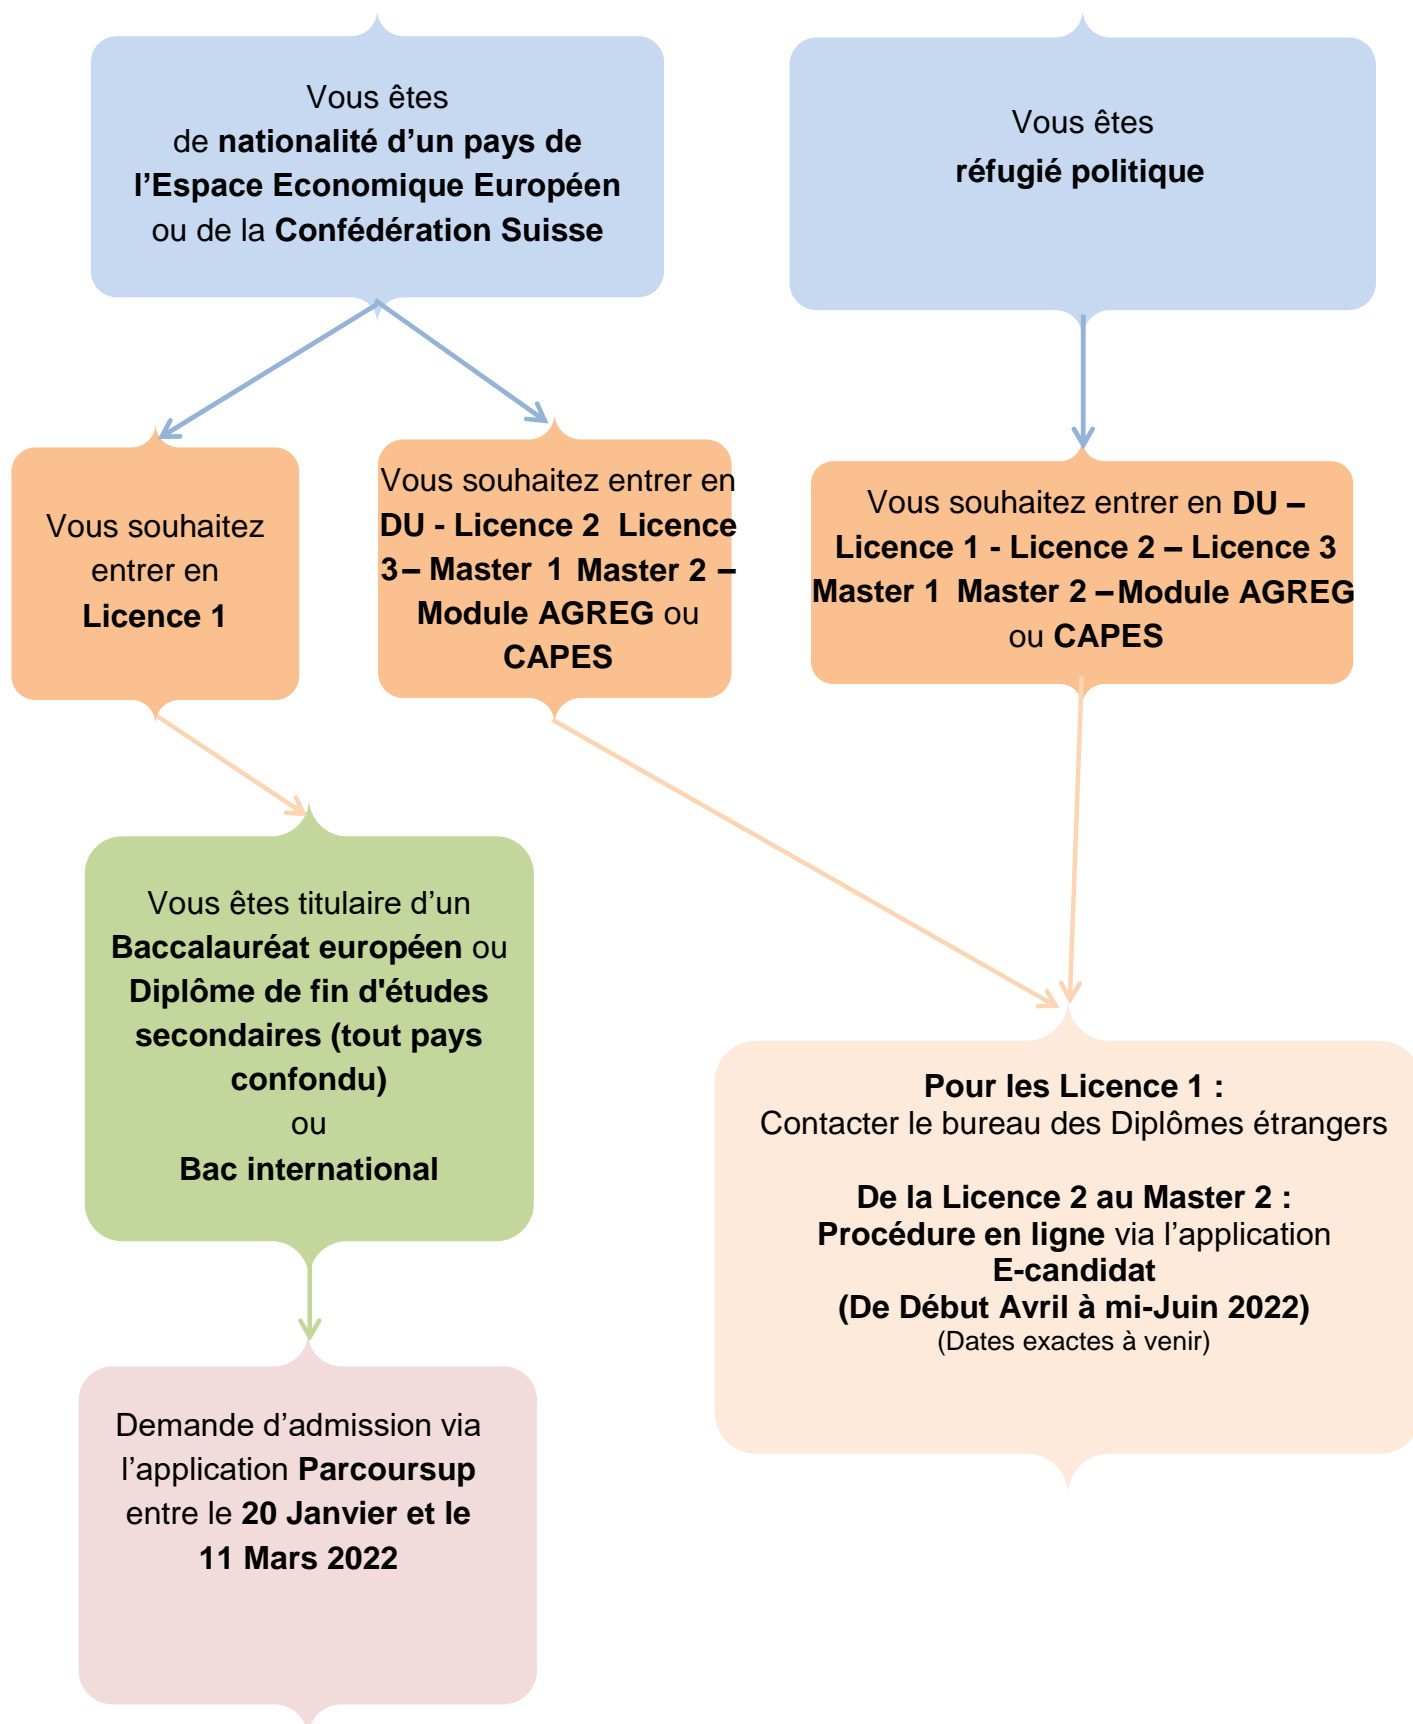 Vous êtes
de nationalité d’un pays de
l’Espace Economique Européen
ou de la Confédération Suisse
Vous êtes
réfugié politique
Vous souhaitez
entrer en
Licence 1
Vous souhaitez entrer en
DU - Licence 2  Licence
3 – Master 1  Master 2 –
Module AGREG ou
CAPES
Vous souhaitez entrer en DU –
Licence 1 - Licence 2 – Licence 3
Master 1  Master 2 – Module AGREG
ou CAPES
Vous êtes titulaire d’un
Baccalauréat européen ou
Diplôme de fin d'études
secondaires (tout pays
confondu)
ou
Bac international
Pour les Licence 1 :
Contacter le bureau des Diplômes étrangers
De la Licence 2 au Master 2 :
Procédure en ligne via l’application
E-candidat
(De Début Avril à mi-Juin 2022)
(Dates exactes à venir)
Demande d’admission via
l’application Parcoursup
entre le 20 Janvier et le
11 Mars 2022